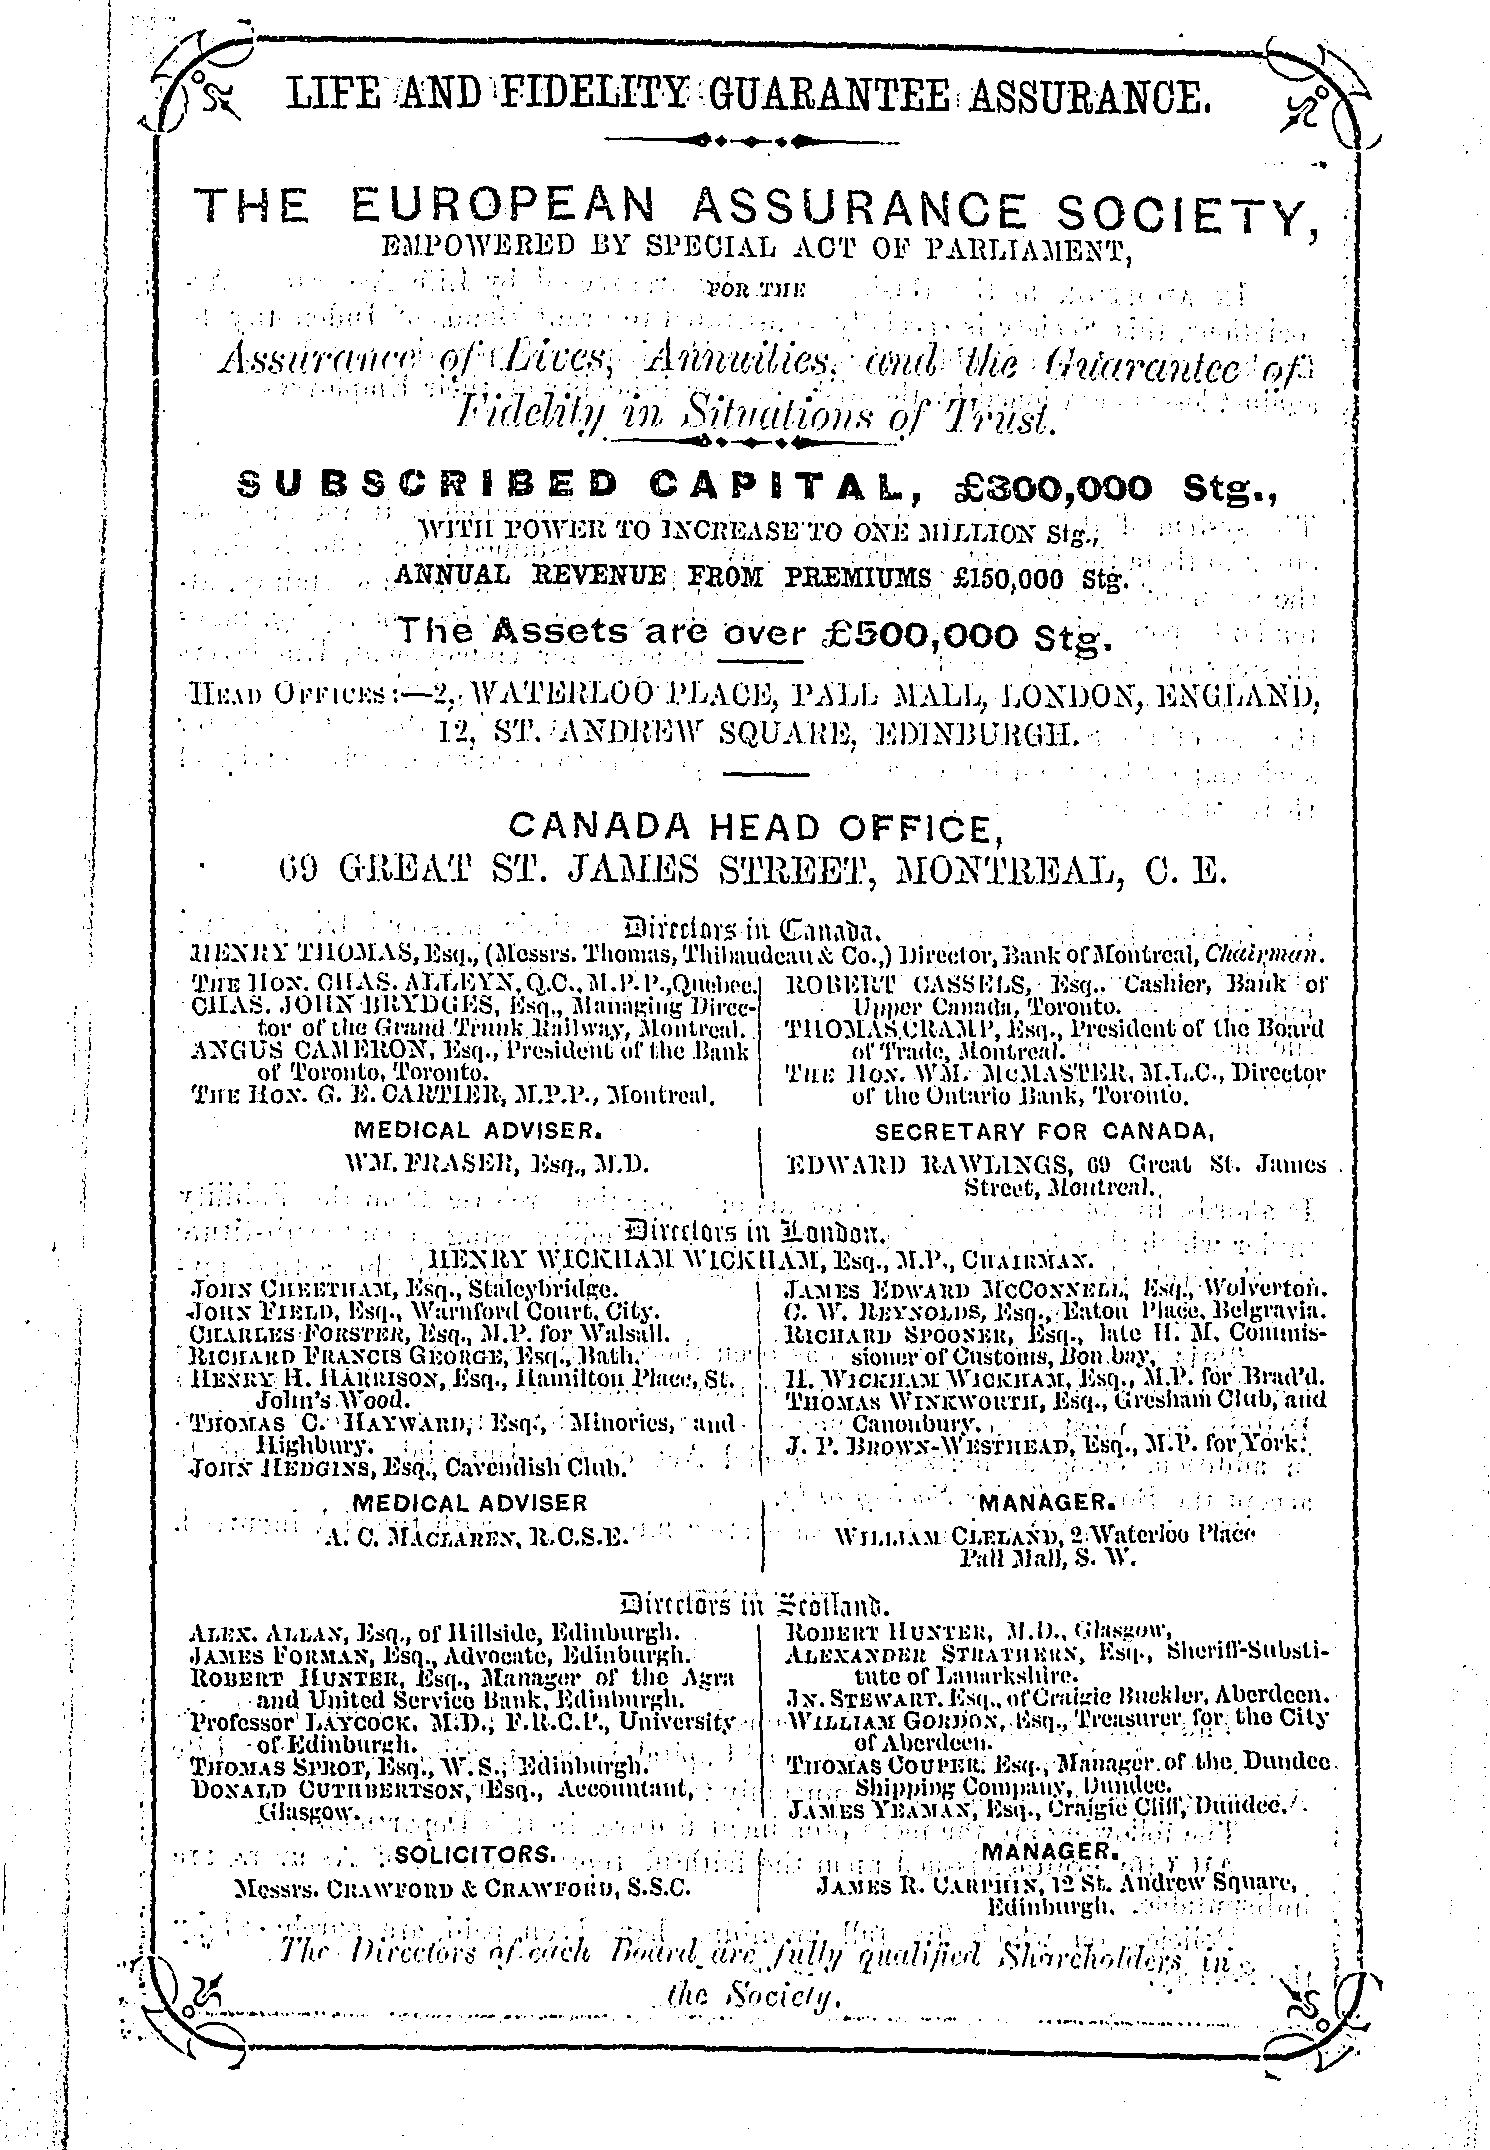 LIFE AND FIDELITY GUARANTEE ASSURANCE.
THE EUROPEAN ASSURANCE SOCIETY,
EMPOWERED BY SPECIAL ACT OF PARLIAMENT,
FOR THE
Assurance of Lives, Annuities, and the Guarantee of
Fidelity in Situations of Trust.
SUBSCRIBED CAPITAL, £300,000 Stg.,
WITH POWER TO INCREASE TO ONE MILLION Stg.,
ANNUAL REVENUE FROM PREMIUMS £150,000 Stg.
The Assets are over £500,000 Stg.
HEAD OFFICES:—2, WATERLOO PLACE, PALL MALL, LONDON, ENGLAND,
12, ST. ANDREW SQUARE, EDINBURGH.
CANADA HEAD OFFICE,
69 GREAT ST. JAMES STREET, MONTREAL, C. E.
Directors in Canada.
HENRY THOMAS, Esq., (Messrs. Thomas, Thibaudeau & Co.,) Director, Bank of Montreal, Chairman.
THE HON. CHAS. ALLEYN, Q.C., M.P.P., Quebec.
CHAS. JOHN BRYDGES, Esq., Managing Direc-
tor of the Grand Trunk Railway, Montreal.
ANGUS CAMERON, Esq., President of the Bank
of Toronto, Toronto.
THE HON. G. E. CARTIER, M.P.P., Montreal.
ROBERT CASSELS, Esq., Cashier, Bank of
Upper Canada, Toronto.
THOMAS CRAMP, Esq., President of the Board
of Trade, Montreal.
THE HON. WM. McMASTER, M.L.C., Director
of the Ontario Bank, Toronto.
MEDICAL ADVISER.
WM. FRASER, Esq., M.D.
SECRETARY FOR CANADA,
EDWARD RAWLINGS, 69 Great St. James
Street, Montreal.
Directors in London.
HENRY WICKHAM WICKHAM, Esq., M.P., CHAIRMAN.
JOHN CHEETHAM, Esq., Staleybridge.
JOHN FIELD, Esq., Warnford Court, City.
CHARLES FORSTER, Esq., M.P. for Walsall.
RICHARD FRANCIS GEORGE, Esq., Bath.
HENRY H. HARRISON, Esq., Hamilton Place, St.
John's Wood.
THOMAS C. HAYWARD, Esq., Minories, and
Highbury.
JOHN HEDGINS, Esq., Cavendish Club.
JAMES EDWARD McCONNELL, Esq., Wolverton.
C. W. REYNOLDS, Esq., Eaton Place, Belgravia.
RICHARD SPOONER, Esq., late H. M. Commis-
sioner of Customs, Bombay.
H. WICKHAM WICKHAM, Esq., M.P. for Brad'd.
THOMAS WINKWORTH, Esq., Gresham Club, and
Canonbury.
J. P. BROWN-WESTHEAD, Esq., M.P. for York.
MEDICAL ADVISER
A. C. MACLAREN, R.C.S.E.
MANAGER.
WILLIAM CLELAND, 2 Waterloo Place
Pall Mall, S. W.
Directors in Scotland.
ALEX. ALLAN, Esq., of Hillside, Edinburgh.
JAMES FORMAN, Esq., Advocate, Edinburgh.
ROBERT HUNTER, Esq., Manager of the Agra
and United Service Bank, Edinburgh.
Professor LAYCOCK, M.D., F.R.C.P., University
of Edinburgh.
THOMAS SPROT, Esq., W.S., Edinburgh.
DONALD CUTHBERTSON, Esq., Accountant,
Glasgow.
ROBERT HUNTER, M.D., Glasgow,
ALEXANDER STRATHERN, Esq., Sheriff-Substi-
tute of Lanarkshire.
JN. STEWART, Esq., of Craigie Buckler, Aberdeen.
WILLIAM GORDON, Esq., Treasurer for the City
of Aberdeen.
THOMAS COUPER, Esq., Manager of the Dundee
Shipping Company, Dundee.
JAMES YEAMAN, Esq., Craigie Cliff, Dundee.
SOLICITORS.
Messrs. CRAWFORD & CRAWFORD, S.S.C.
MANAGER.
JAMES R. CARPHIN, 12 St. Andrew Square,
Edinburgh.
The Directors of each Board are fully qualified Shareholders in
the Society.